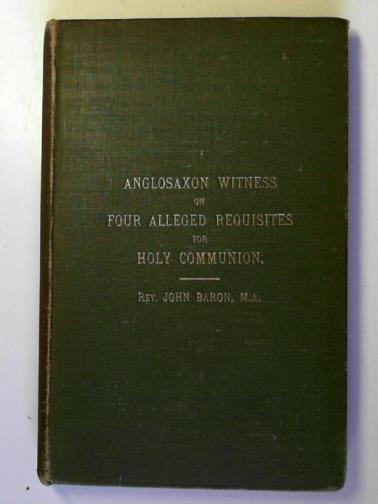 ANGLOSAXON WITNESS
ON
FOUR ALLEGED REQUISITES
FOR
HOLY COMMUNION.
REV. JOHN BARON, M.A.